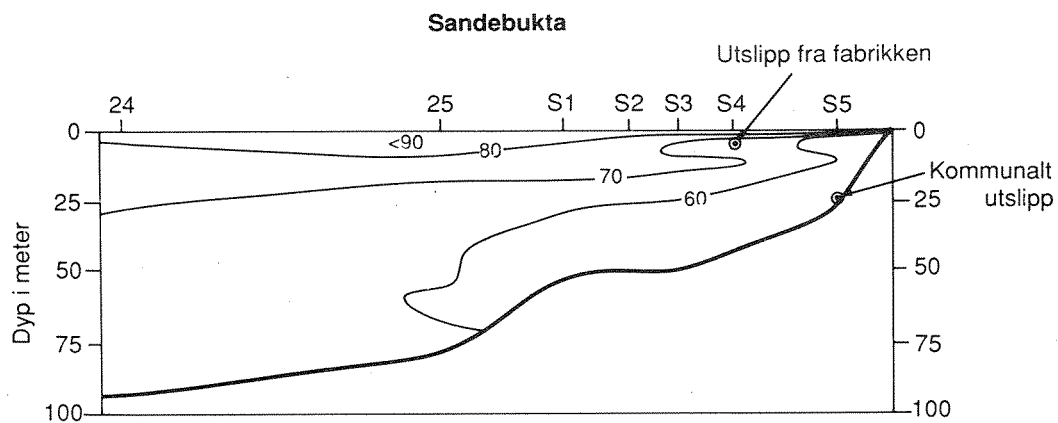 Sandebukta
Utslipp fra fabrikken
24 25 S1 S2 S3 S4 S5
0 0
<90 80
70
60
Kommunalt
utslipp
25 25
50 50
75 75
100 100
Dyp i meter